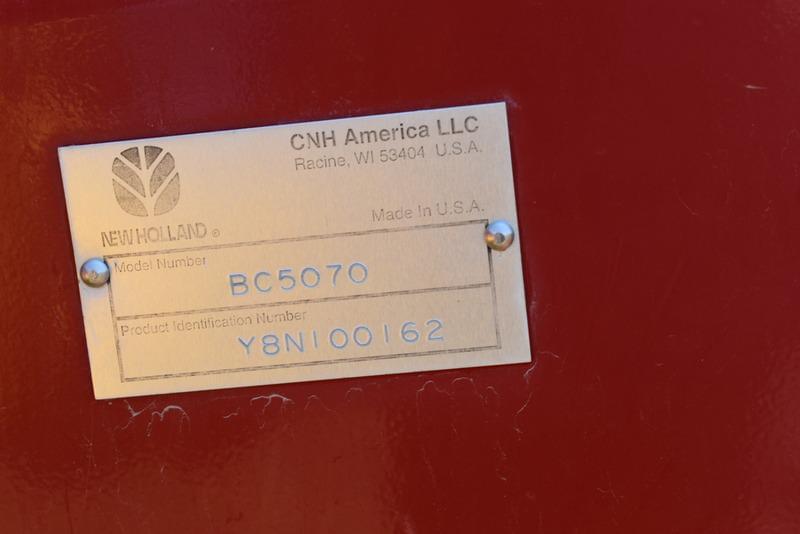 CNH America LLC
Racine, WI 53404 U.S.A.
Made In U.S.A.
NEW HOLLAND ®
Model Number
BC5070
Product Identification Number
Y8N100162